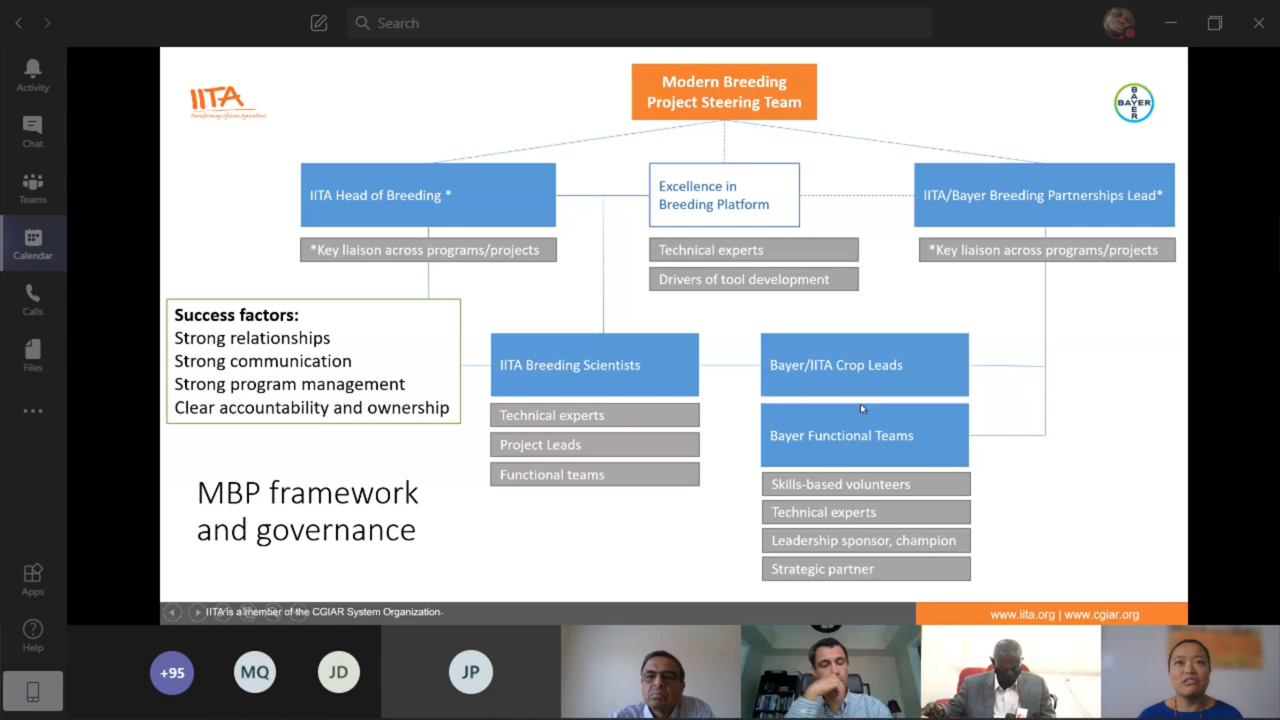 Search
Activity
Chat
Teams
Calendar
Calls
Files
Apps
Help
IITA
Transforming African Agriculture
Modern Breeding
Project Steering Team
BAYER
BAYER
IITA Head of Breeding *
Excellence in
Breeding Platform
IITA/Bayer Breeding Partnerships Lead*
*Key liaison across programs/projects
Technical experts
Drivers of tool development
*Key liaison across programs/projects
Success factors:
Strong relationships
Strong communication
Strong program management
Clear accountability and ownership
IITA Breeding Scientists
Technical experts
Project Leads
Functional teams
Bayer/IITA Crop Leads
Bayer Functional Teams
Skills-based volunteers
Technical experts
Leadership sponsor, champion
Strategic partner
MBP framework
and governance
IITA is a member of the CGIAR System Organization.
www.iita.org | www.cgiar.org
+95
MQ
JD
JP